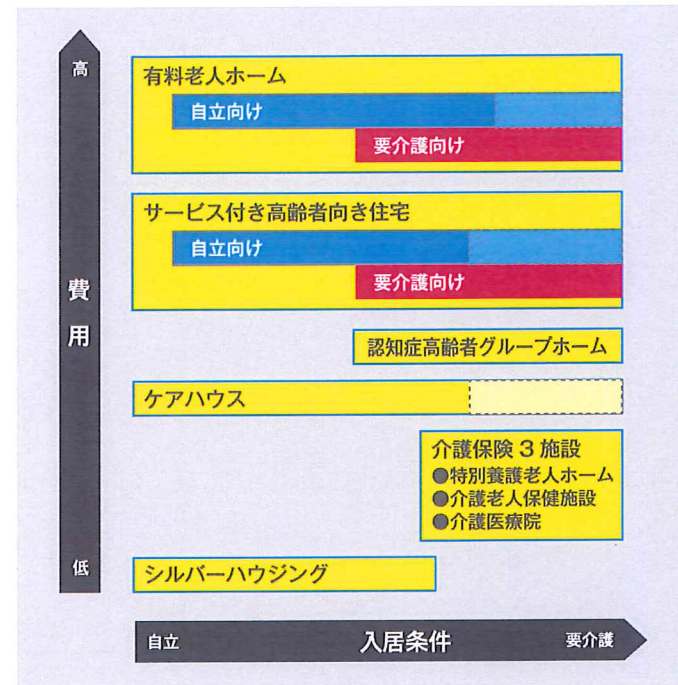 高
有料老人ホーム
自立向け
要介護向け
サービス付き高齢者向き住宅
自立向け
要介護向け
費用
認知症高齢者グループホーム
ケアハウス
介護保険3施設
●特別養護老人ホーム
●介護老人保健施設
●介護医療院
低
シルバーハウジング
自立 入居条件 要介護